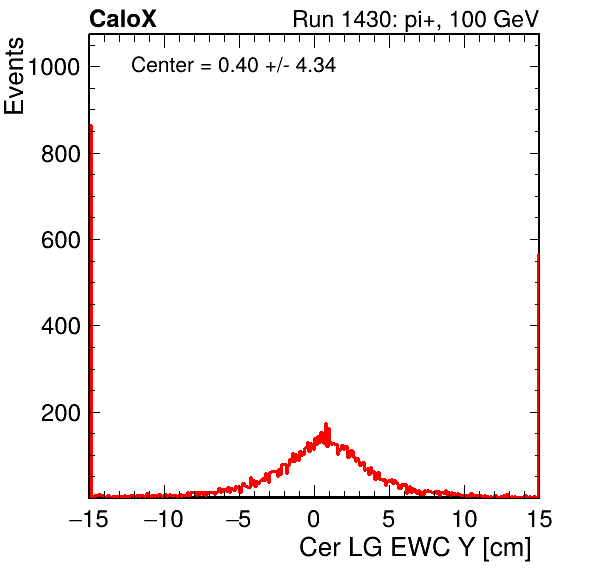 CaloX Run 1430: pi+, 100 GeV
Events
Center = 0.40 +/- 4.34
1000
800
600
400
200
−15 −10 −5 0 5 10 15
Cer LG EWC Y [cm]